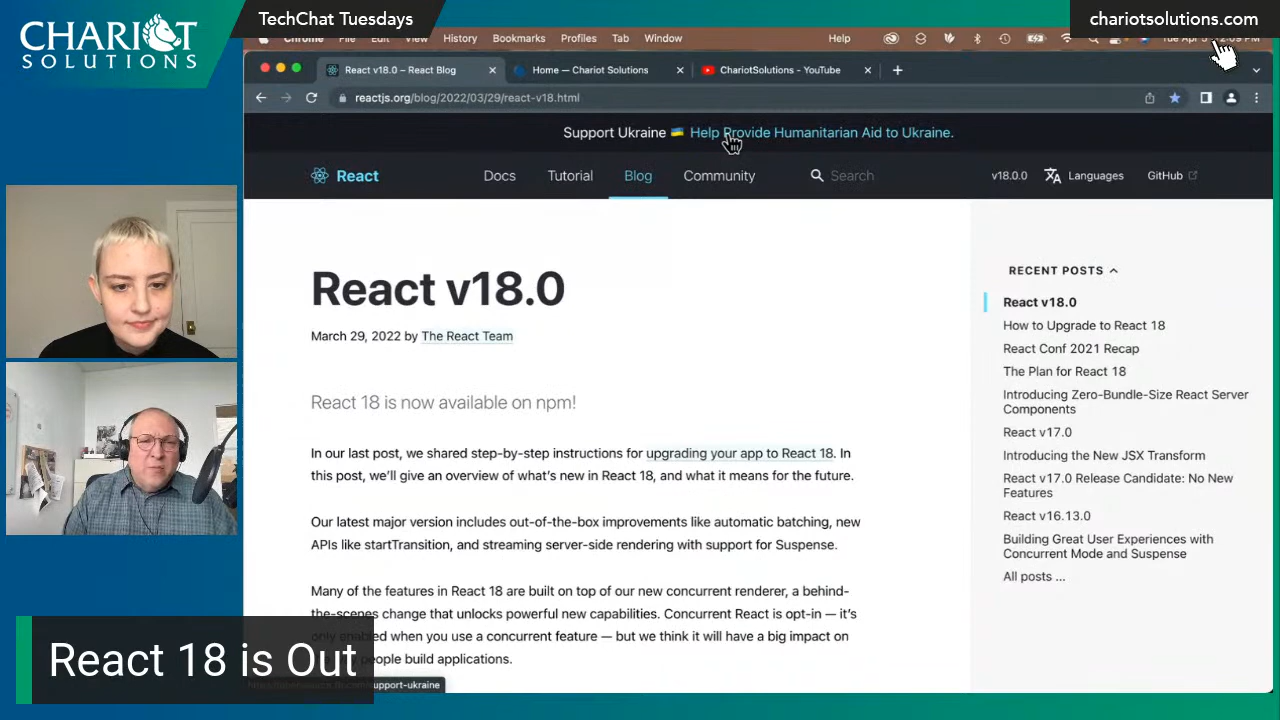 CHARIOT
SOLUTIONS
TechChat Tuesdays
chariotsolutions.com
Chrome File Edit View History Bookmarks Profiles Tab Window Help
React v18.0 – React Blog
Home — Chariot Solutions
ChariotSolutions - YouTube
reactjs.org/blog/2022/03/29/react-v18.html
Support Ukraine 🇺🇦 Help Provide Humanitarian Aid to Ukraine.
React Docs Tutorial Blog Community Search v18.0.0 Languages GitHub
React v18.0
March 29, 2022 by The React Team
React 18 is now available on npm!
In our last post, we shared step-by-step instructions for upgrading your app to React 18. In
this post, we’ll give an overview of what’s new in React 18, and what it means for the future.
Our latest major version includes out-of-the-box improvements like automatic batching, new
APIs like startTransition, and streaming server-side rendering with support for Suspense.
Many of the features in React 18 are built on top of our new concurrent renderer, a behind-
the-scenes change that unlocks powerful new capabilities. Concurrent React is opt-in — it’s
only enabled when you use a concurrent feature — but we think it will have a big impact on
people build applications.
support-ukraine
RECENT POSTS
React v18.0
How to Upgrade to React 18
React Conf 2021 Recap
The Plan for React 18
Introducing Zero-Bundle-Size React Server
Components
React v17.0
Introducing the New JSX Transform
React v17.0 Release Candidate: No New
Features
React v16.13.0
Building Great User Experiences with
Concurrent Mode and Suspense
All posts ...
React 18 is Out